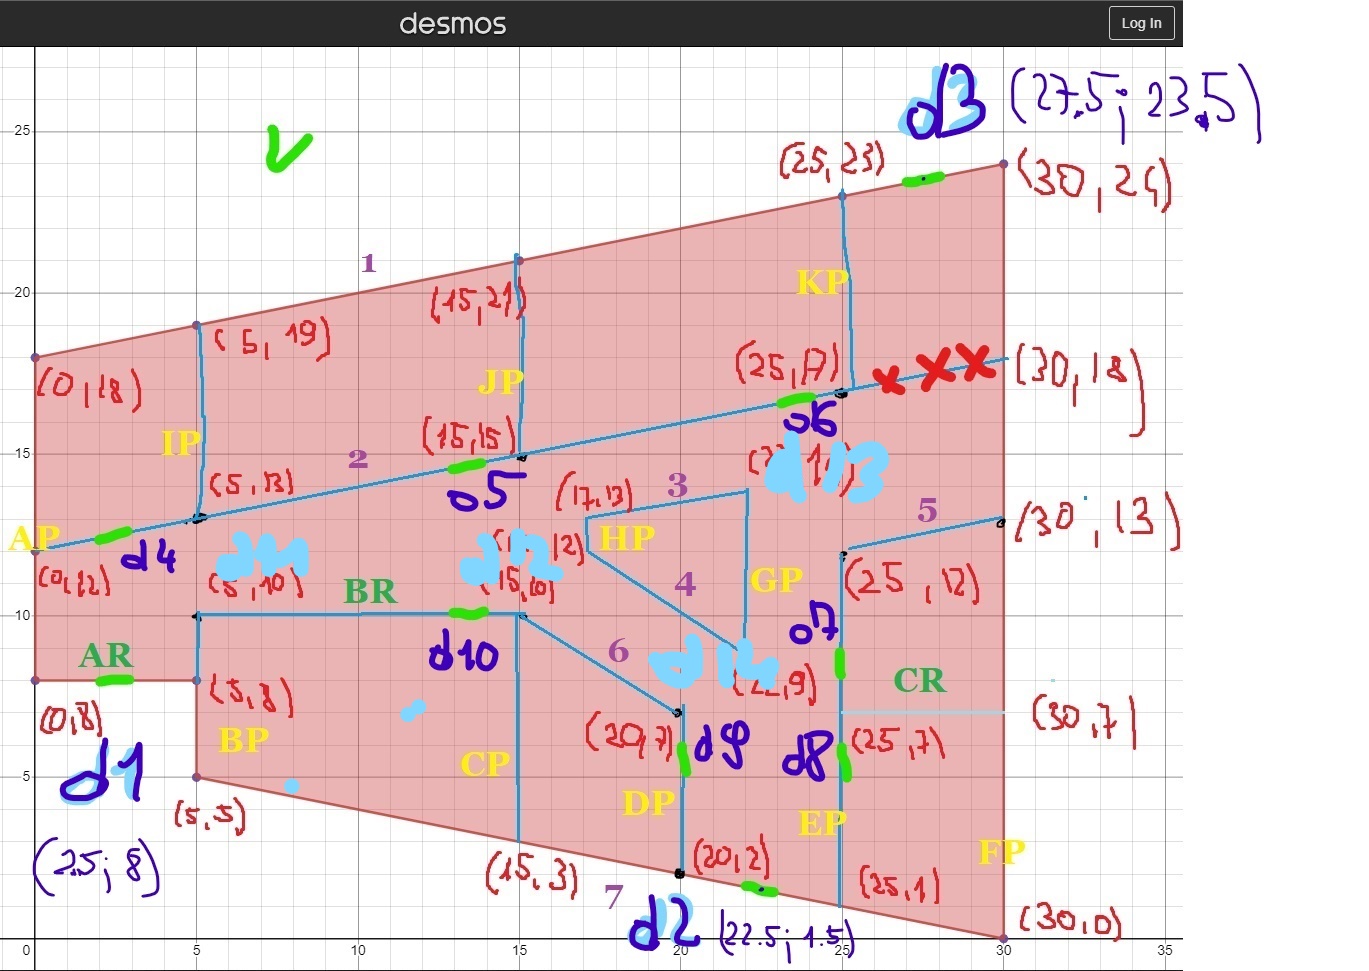 desmos
Log In
d3 (27.5; 23.5)
25
(25, 23)
(30, 24)
1
20
KP
(15, 21)
(5, 19)
(0, 18)
JP
(25, 17)
xxx
(30, 18)
IP
(15, 15)
d6
15
2
d5
d13
(5, 13)
3
(17, 13)
5
(30, 13)
AP
d4
d11
d12
12)
HP
(0, 12)
(5, 10)
BR
(15, 10)
4
GP
(25, 12)
10
d7
d10
6
d14
AR
(22, 9)
CR
(5, 8)
(0, 8)
BP
(20, 7)
d9
d8
(25, 7)
(30, 7)
d1
CP
5
DP
EP
(5, 5)
FP
(2.5; 8)
(15, 3)
(20, 2)
7
(25, 1)
d2 (22.5; 1.5)
(30, 0)
0 5 10 15 20 25 30 35